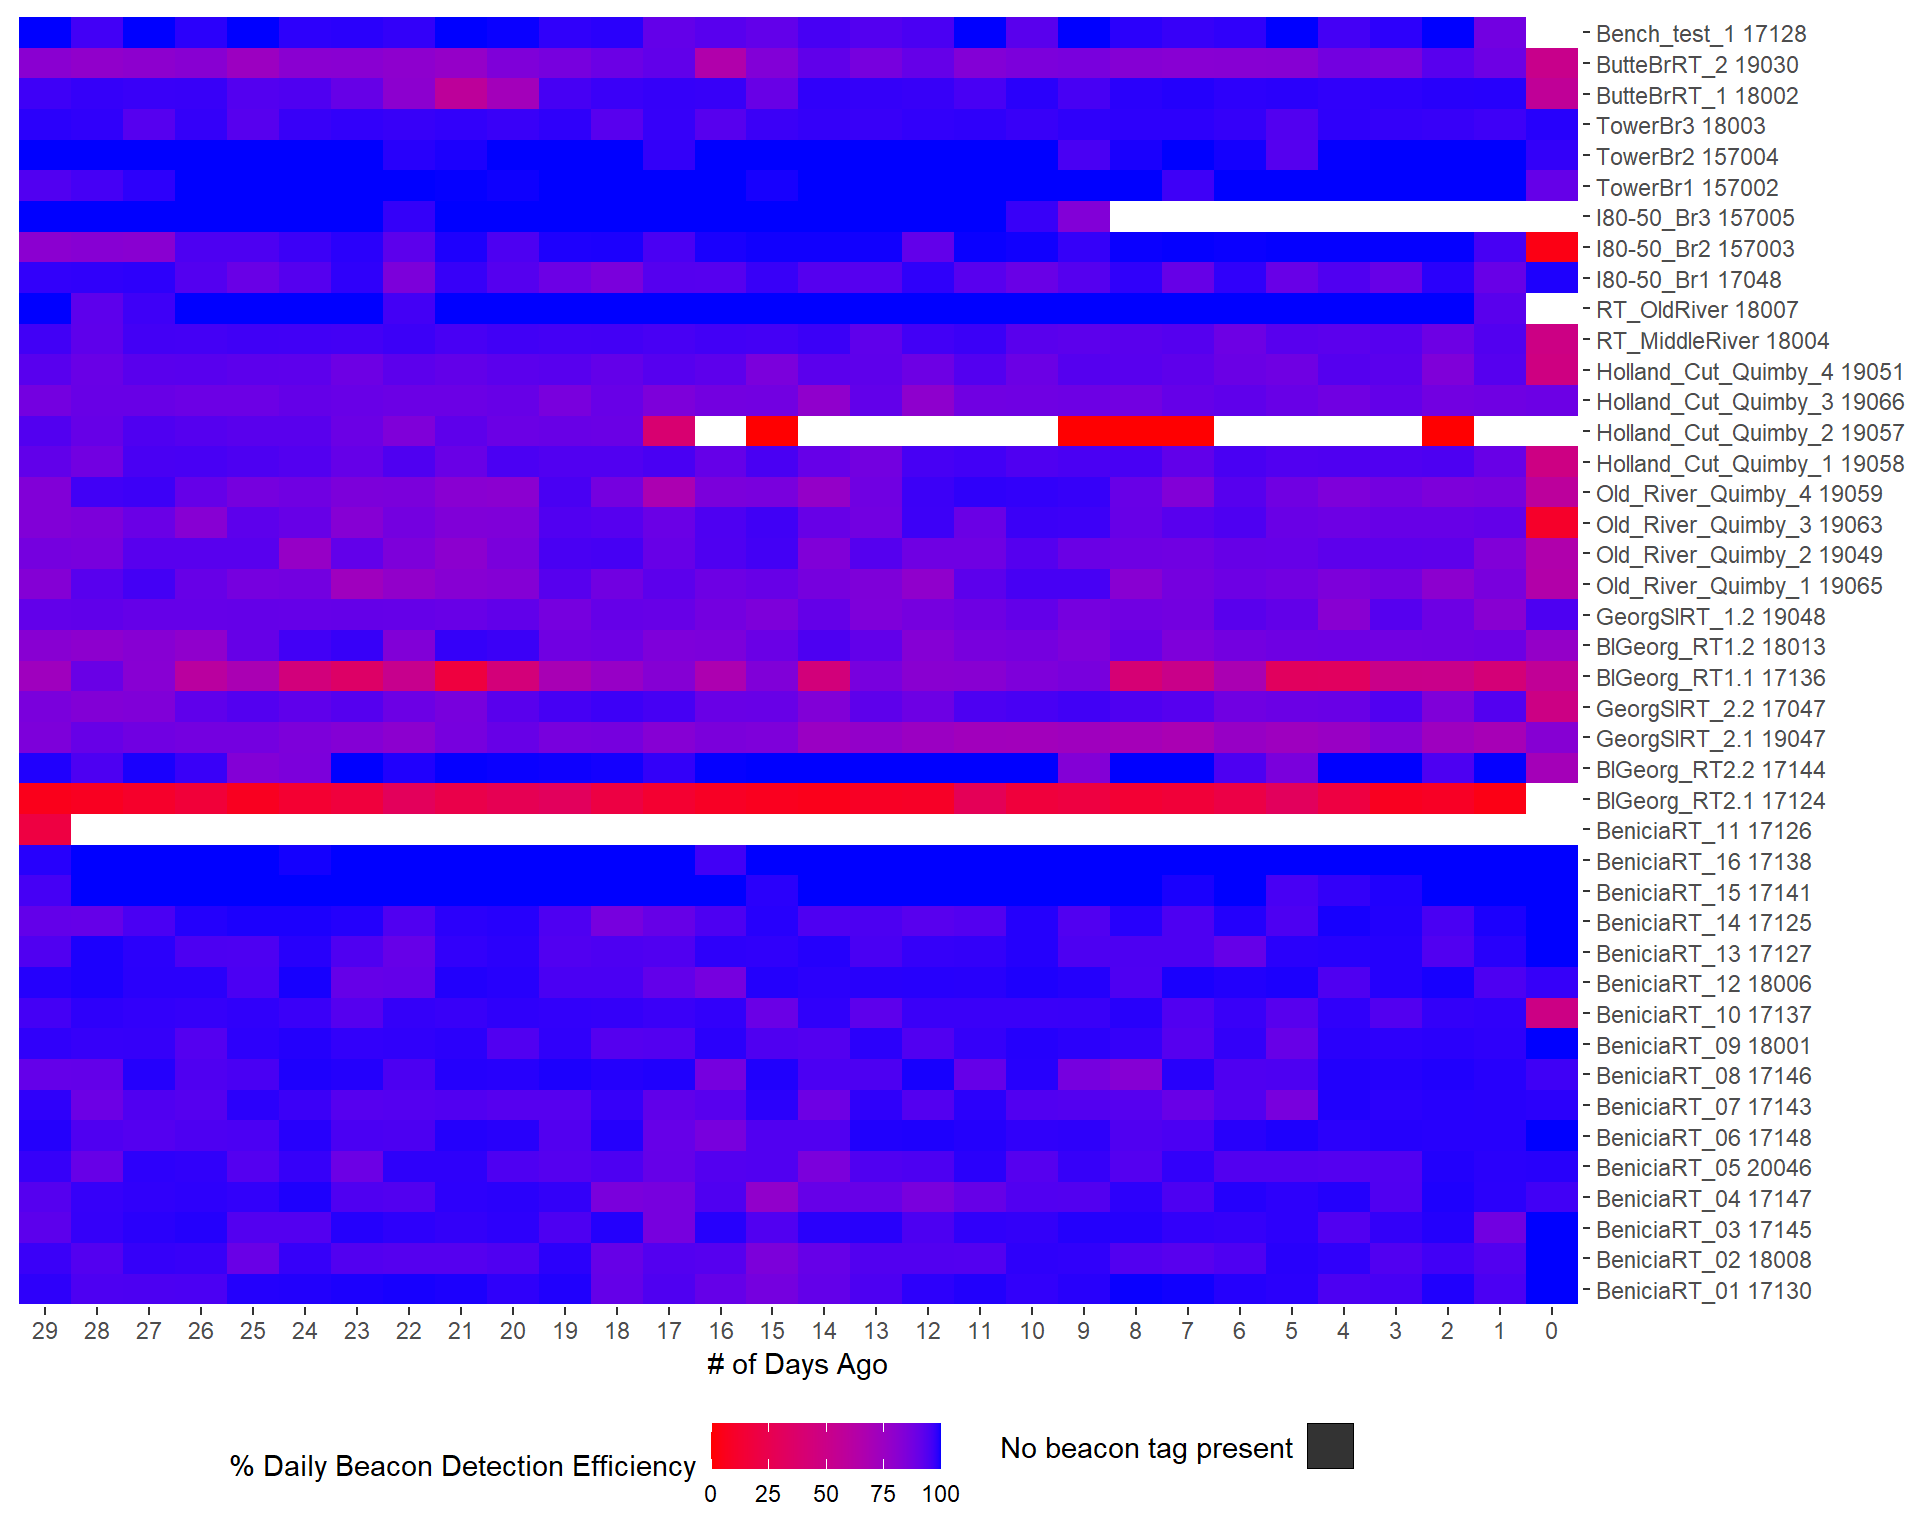 Bench_test_1 17128
ButteBrRT_2 19030
ButteBrRT_1 18002
TowerBr3 18003
TowerBr2 157004
TowerBr1 157002
I80-50_Br3 157005
I80-50_Br2 157003
I80-50_Br1 17048
RT_OldRiver 18007
RT_MiddleRiver 18004
Holland_Cut_Quimby_4 19051
Holland_Cut_Quimby_3 19066
Holland_Cut_Quimby_2 19057
Holland_Cut_Quimby_1 19058
Old_River_Quimby_4 19059
Old_River_Quimby_3 19063
Old_River_Quimby_2 19049
Old_River_Quimby_1 19065
GeorgSlRT_1.2 19048
BlGeorg_RT1.2 18013
BlGeorg_RT1.1 17136
GeorgSlRT_2.2 17047
GeorgSlRT_2.1 19047
BlGeorg_RT2.2 17144
BlGeorg_RT2.1 17124
BeniciaRT_11 17126
BeniciaRT_16 17138
BeniciaRT_15 17141
BeniciaRT_14 17125
BeniciaRT_13 17127
BeniciaRT_12 18006
BeniciaRT_10 17137
BeniciaRT_09 18001
BeniciaRT_08 17146
BeniciaRT_07 17143
BeniciaRT_06 17148
BeniciaRT_05 20046
BeniciaRT_04 17147
BeniciaRT_03 17145
BeniciaRT_02 18008
BeniciaRT_01 17130
29 28 27 26 25 24 23 22 21 20 19 18 17 16 15 14 13 12 11 10 9 8 7 6 5 4 3 2 1 0
# of Days Ago
% Daily Beacon Detection Efficiency
0 25 50 75 100
No beacon tag present